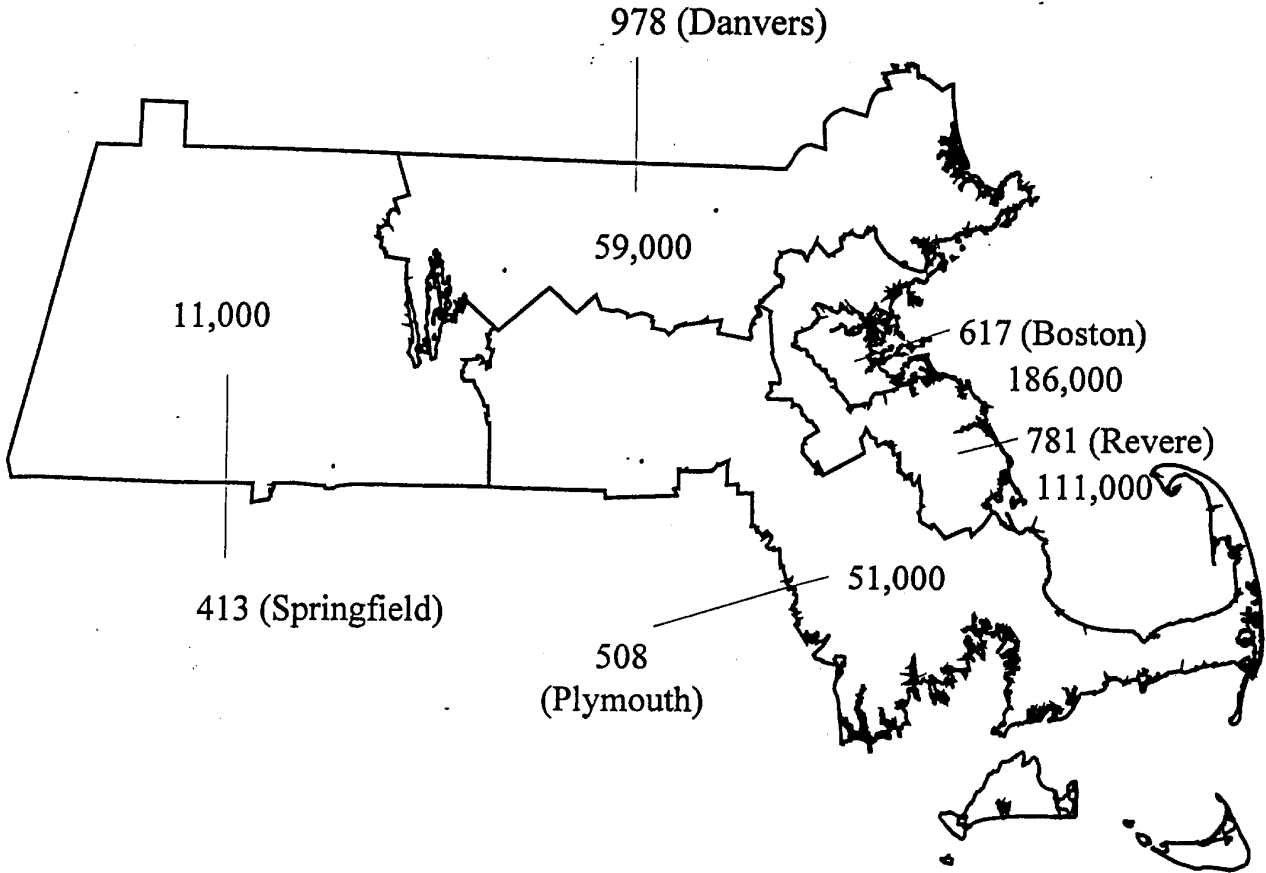 978 (Danvers)
59,000
11,000
617 (Boston)
186,000
781 (Revere)
111,000
51,000
413 (Springfield)
508
(Plymouth)